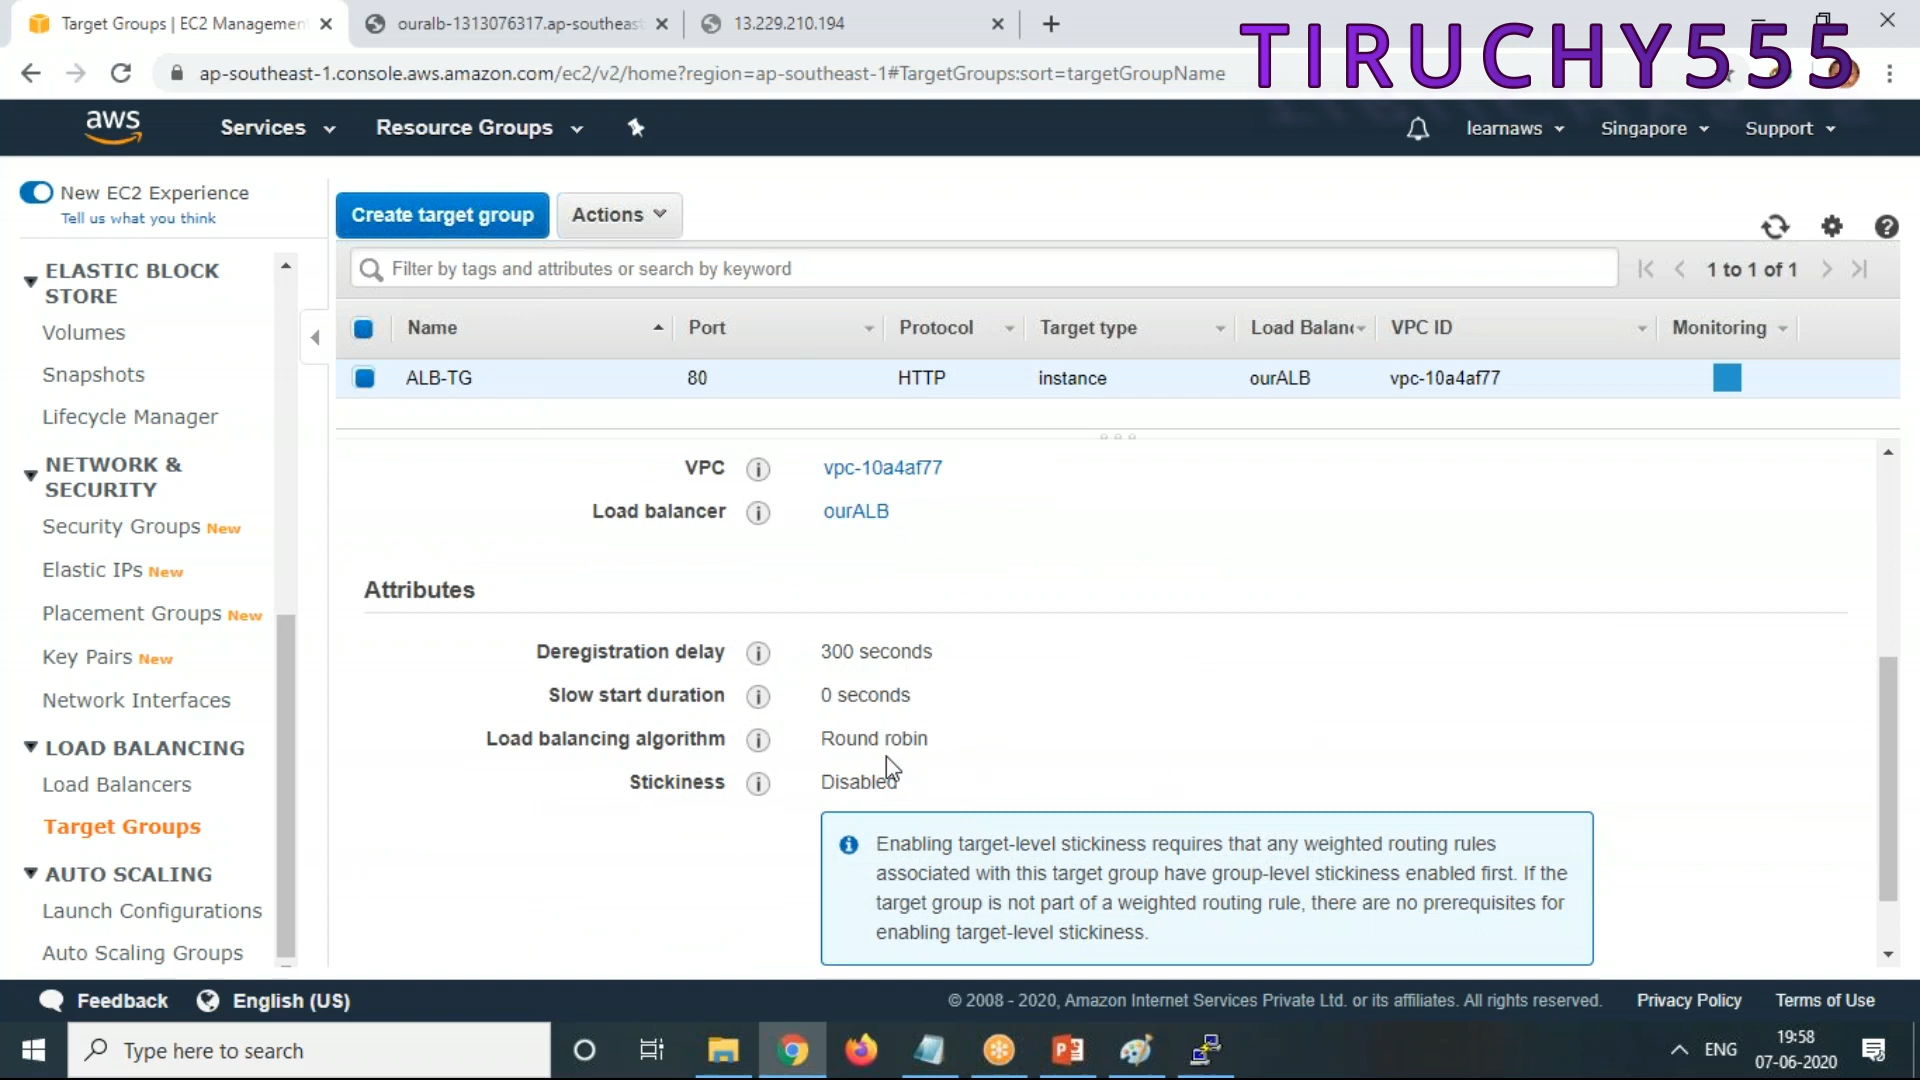 Target Groups | EC2 Managemen
ouralb-1313076317.ap-southeas
13.229.210.194
TIRUCHY555
ap-southeast-1.console.aws.amazon.com/ec2/v2/home?region=ap-southeast-1#TargetGroups:sort=targetGroupName
aws
Services
Resource Groups
learnaws
Singapore
Support
New EC2 Experience
Tell us what you think
ELASTIC BLOCK
STORE
Volumes
Snapshots
Lifecycle Manager
NETWORK &
SECURITY
Security Groups New
Elastic IPs New
Placement Groups New
Key Pairs New
Network Interfaces
LOAD BALANCING
Load Balancers
Target Groups
AUTO SCALING
Launch Configurations
Auto Scaling Groups
Create target group
Actions
Filter by tags and attributes or search by keyword
1 to 1 of 1
Name Port Protocol Target type Load Balanc VPC ID Monitoring
ALB-TG 80 HTTP instance ourALB vpc-10a4af77
VPC vpc-10a4af77
Load balancer ourALB
Attributes
Deregistration delay 300 seconds
Slow start duration 0 seconds
Load balancing algorithm Round robin
Stickiness Disabled
Enabling target-level stickiness requires that any weighted routing rules
associated with this target group have group-level stickiness enabled first. If the
target group is not part of a weighted routing rule, there are no prerequisites for
enabling target-level stickiness.
Feedback
English (US)
© 2008 - 2020, Amazon Internet Services Private Ltd. or its affiliates. All rights reserved.
Privacy Policy
Terms of Use
Type here to search
ENG
19:58
07-06-2020